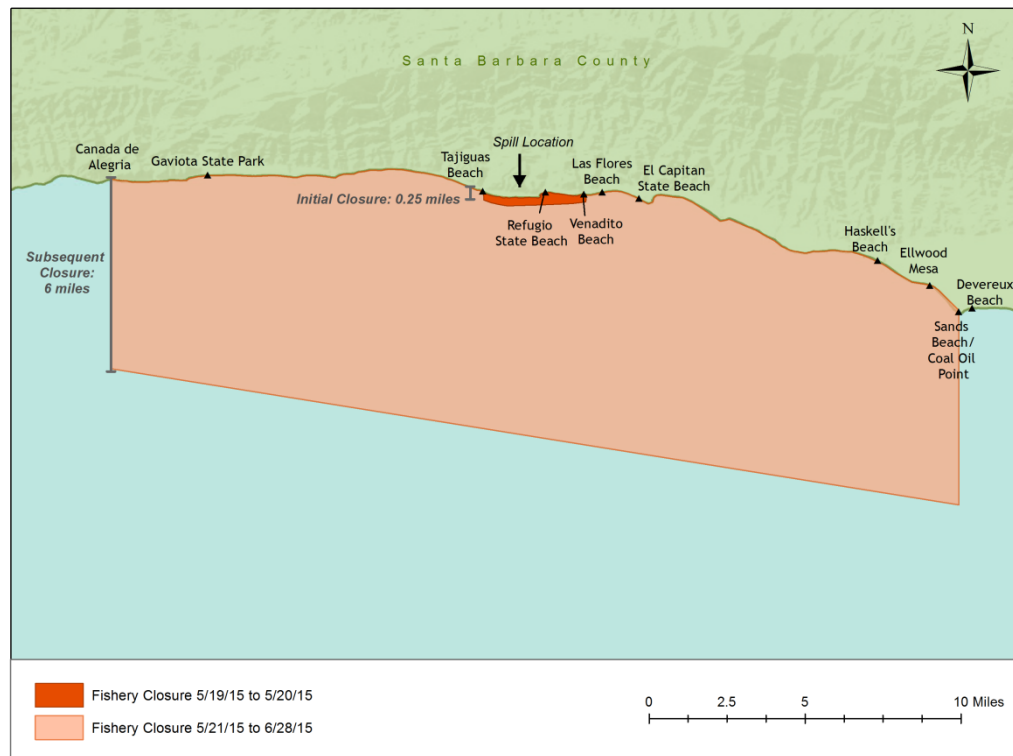 Santa Barbara County
N
Canada de
Alegria
Gaviota State Park
Tajiguas
Beach
Spill Location
Las Flores
Beach
El Capitan
State Beach
Initial Closure: 0.25 miles
Refugio
State Beach
Venadito
Beach
Haskell's
Beach
Ellwood
Mesa
Devereux
Beach
Subsequent
Closure:
6 miles
Sands
Beach/
Coal Oil
Point
Fishery Closure 5/19/15 to 5/20/15
Fishery Closure 5/21/15 to 6/28/15
0 2.5 5 10 Miles